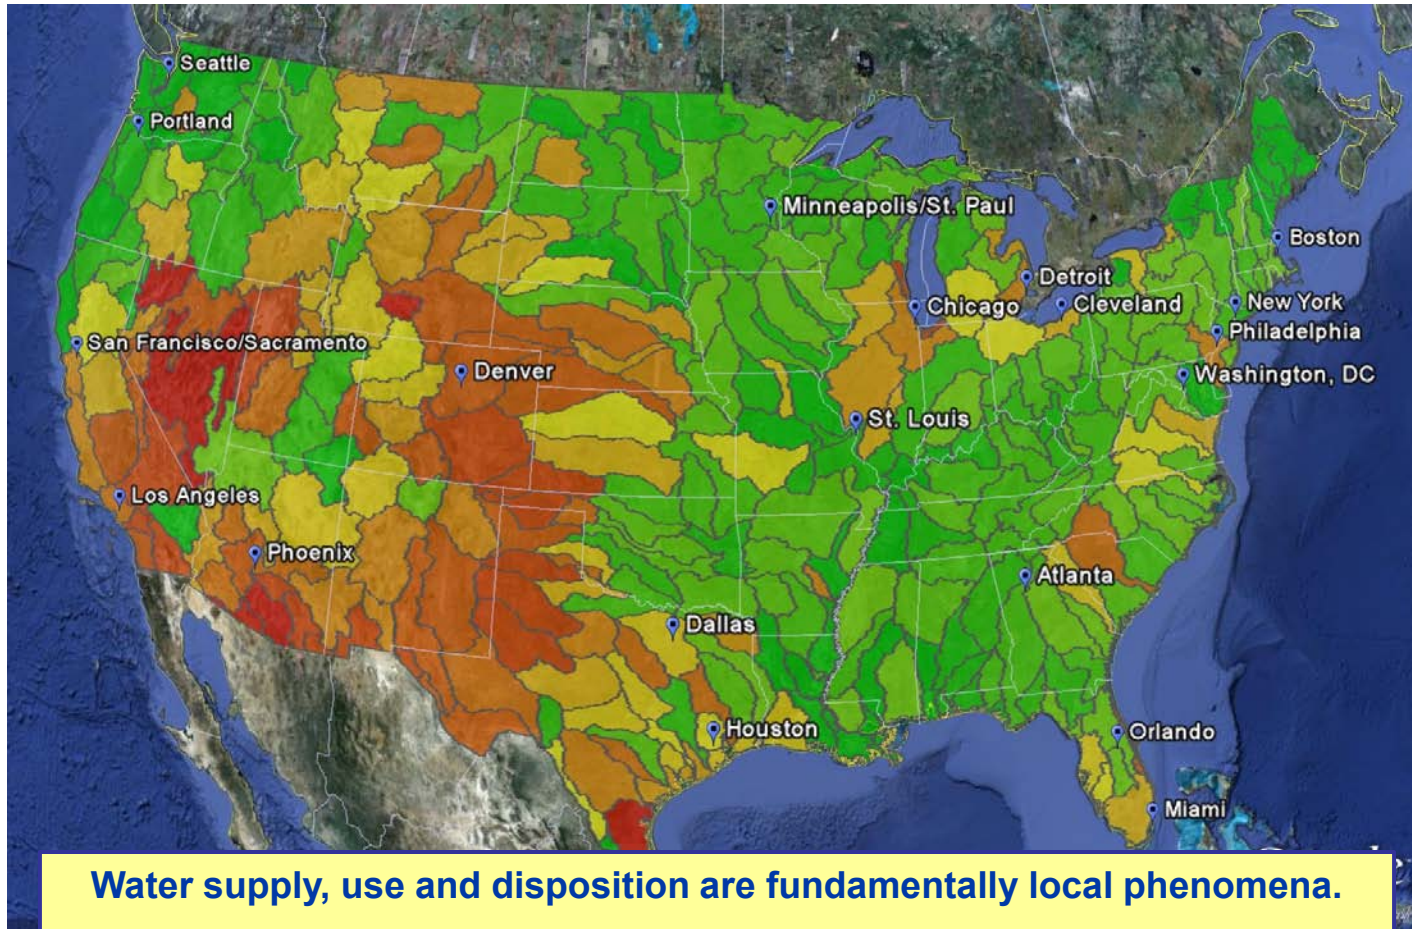 Seattle
Portland
Minneapolis/St. Paul
Boston
Detroit
Chicago
Cleveland
New York
San Francisco/Sacramento
Philadelphia
Denver
Washington, DC
St. Louis
Los Angeles
Phoenix
Atlanta
Dallas
Houston
Orlando
Miami
Water supply, use and disposition are fundamentally local phenomena.